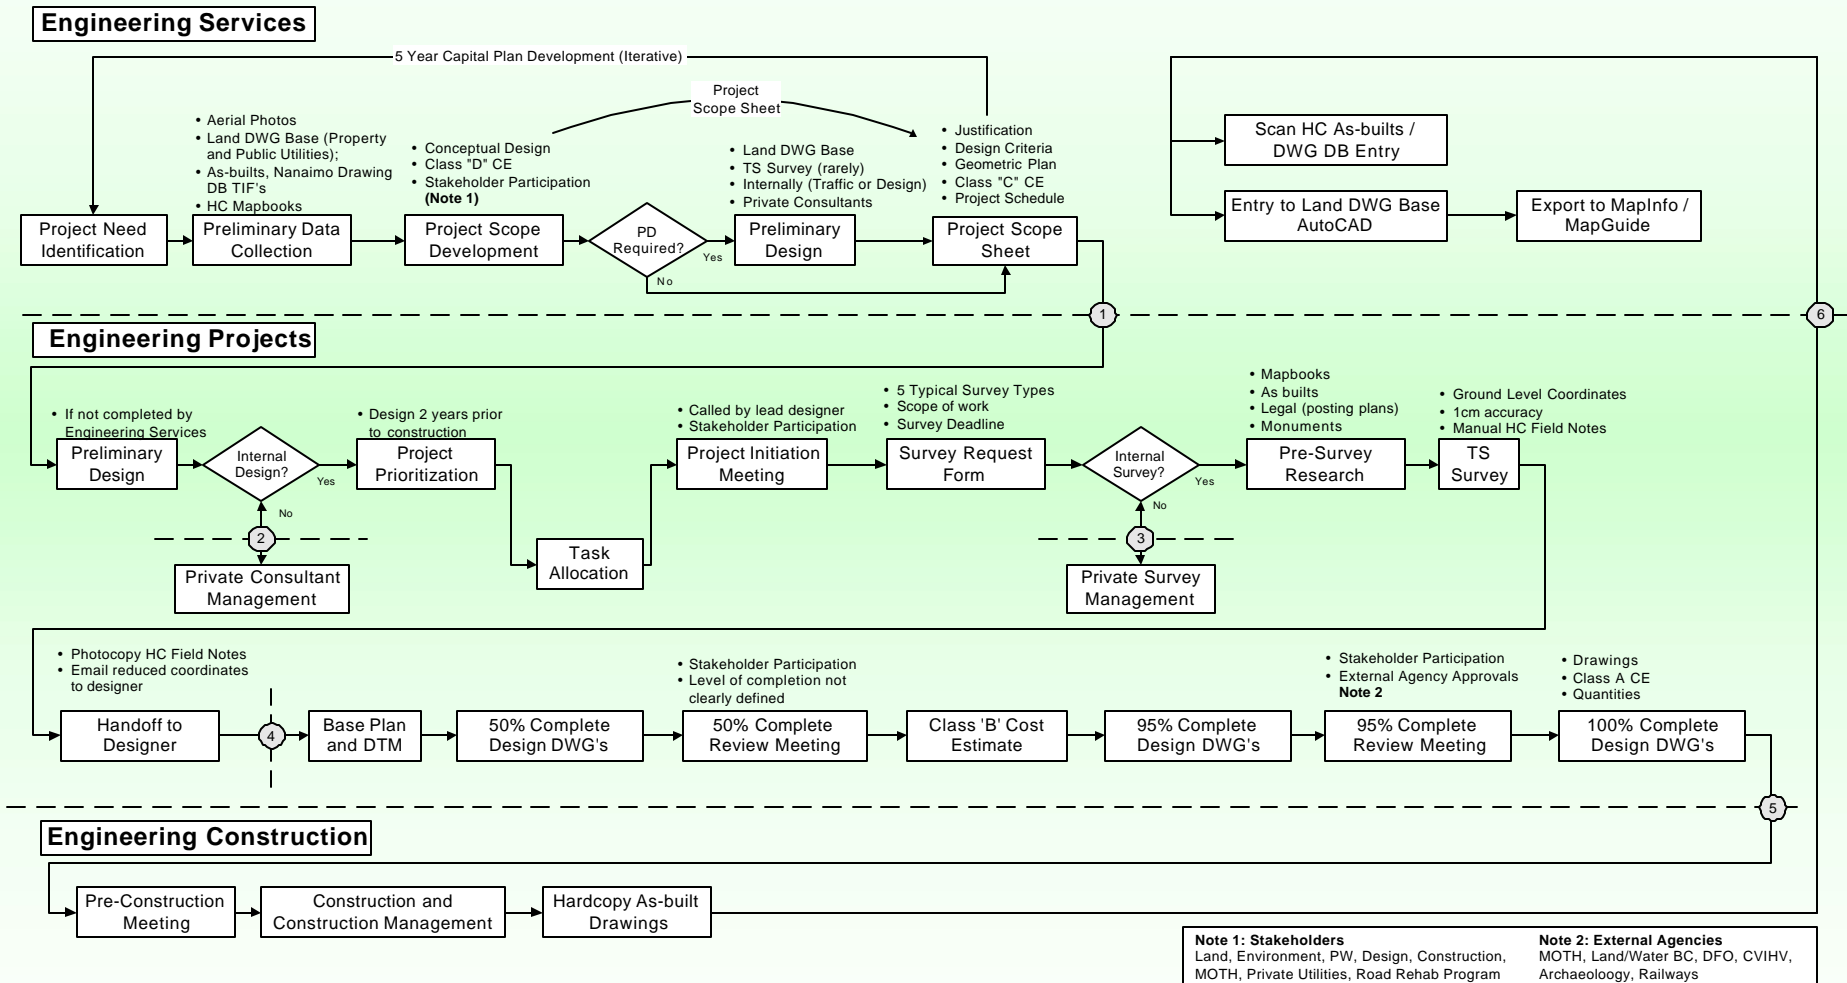 Engineering Services
5 Year Capital Plan Development (Iterative)
Project
Scope Sheet
• Aerial Photos
• Land DWG Base (Property
and Public Utilities);
• As-builts, Nanaimo Drawing
DB TIF's
• HC Mapbooks
• Conceptual Design
• Class "D" CE
• Stakeholder Participation
(Note 1)
• Land DWG Base
• TS Survey (rarely)
• Internally (Traffic or Design)
• Private Consultants
• Justification
• Design Criteria
• Geometric Plan
• Class "C" CE
• Project Schedule
Project Need
Identification
Preliminary Data
Collection
Project Scope
Development
PD
Required?
Yes
No
Preliminary
Design
Project Scope
Sheet
Scan HC As-builts /
DWG DB Entry
Entry to Land DWG Base
AutoCAD
Export to MapInfo /
MapGuide
1
6
Engineering Projects
• If not completed by
Engineering Services
• Design 2 years prior
to construction
• Called by lead designer
• Stakeholder Participation
• 5 Typical Survey Types
• Scope of work
• Survey Deadline
• Mapbooks
• As builts
• Legal (posting plans)
• Monuments
• Ground Level Coordinates
• 1cm accuracy
• Manual HC Field Notes
Preliminary
Design
Internal
Design?
Yes
No
Project
Prioritization
Project Initiation
Meeting
Survey Request
Form
Internal
Survey?
Yes
No
Pre-Survey
Research
TS
Survey
2
3
Task
Allocation
Private Consultant
Management
Private Survey
Management
• Photocopy HC Field Notes
• Email reduced coordinates
to designer
• Stakeholder Participation
• Level of completion not
clearly defined
• Stakeholder Participation
• External Agency Approvals
Note 2
• Drawings
• Class A CE
• Quantities
Handoff to
Designer
4
Base Plan
and DTM
50% Complete
Design DWG's
50% Complete
Review Meeting
Class 'B' Cost
Estimate
95% Complete
Design DWG's
95% Complete
Review Meeting
100% Complete
Design DWG's
5
Engineering Construction
Pre-Construction
Meeting
Construction and
Construction Management
Hardcopy As-built
Drawings
Note 1: Stakeholders
Land, Environment, PW, Design, Construction,
MOTH, Private Utilities, Road Rehab Program
Note 2: External Agencies
MOTH, Land/Water BC, DFO, CVIHV,
Archaeoloogy, Railways